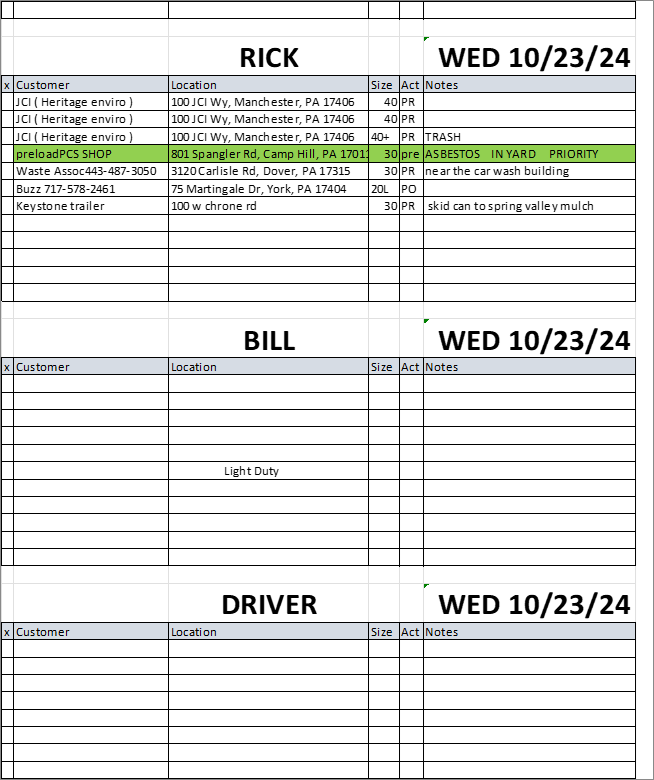 RICK WED 10/23/24
x Customer Location Size Act Notes
JCI ( Heritage enviro ) 100 JCI Wy, Manchester, PA 17406 40 PR
JCI ( Heritage enviro ) 100 JCI Wy, Manchester, PA 17406 40 PR
JCI ( Heritage enviro ) 100 JCI Wy, Manchester, PA 17406 40+ PR TRASH
preloadPCS SHOP 801 Spangler Rd, Camp Hill, PA 17011 30 pre ASBESTOS IN YARD PRIORITY
Waste Assoc443-487-3050 3120 Carlisle Rd, Dover, PA 17315 30 PR near the car wash building
Buzz 717-578-2461 75 Martingale Dr, York, PA 17404 20L PO
Keystone trailer 100 w chrone rd 30 PR skid can to spring valley mulch
BILL WED 10/23/24
x Customer Location Size Act Notes
Light Duty
DRIVER WED 10/23/24
x Customer Location Size Act Notes